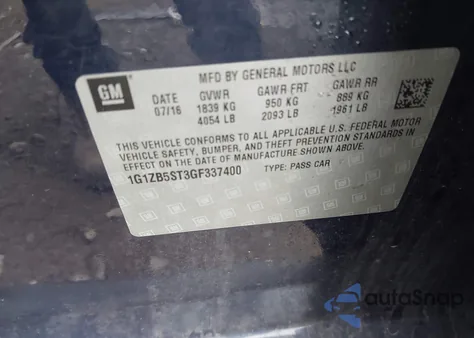 GM
MFD BY GENERAL MOTORS LLC
DATE GVWR GAWR FRT GAWR RR
07/16 1839 KG 950 KG 889 KG
4054 LB 2093 LB 1961 LB
THIS VEHICLE CONFORMS TO ALL APPLICABLE U.S. FEDERAL MOTOR
VEHICLE SAFETY, BUMPER, AND THEFT PREVENTION STANDARDS IN
EFFECT ON THE DATE OF MANUFACTURE SHOWN ABOVE.
1G1ZB5ST3GF337400 TYPE: PASS CAR
autoSnap